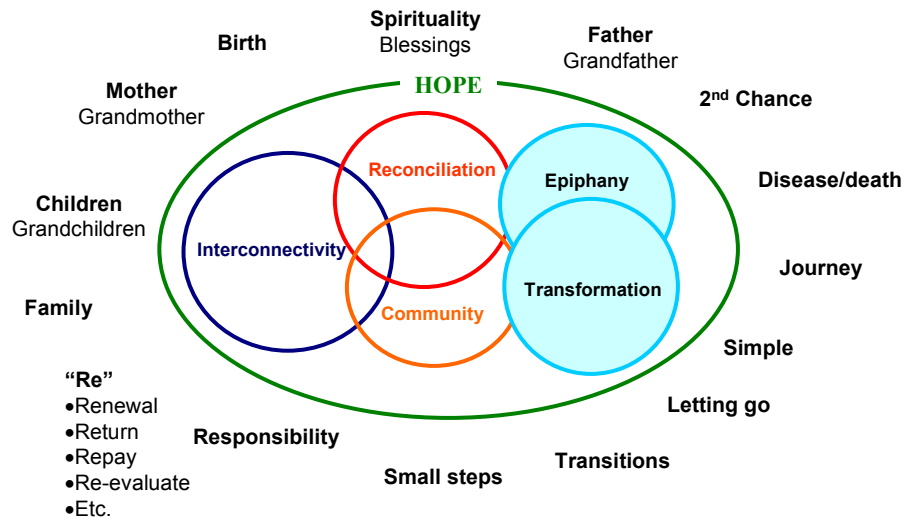 Spirituality
Blessings
Birth
Father
Grandfather
HOPE
Mother
Grandmother
2nd Chance
Reconciliation
Epiphany
Disease/death
Children
Grandchildren
Interconnectivity
Journey
Transformation
Family
Community
Simple
“Re”
•Renewal
•Return
•Repay
•Re-evaluate
•Etc.
Letting go
Responsibility
Transitions
Small steps